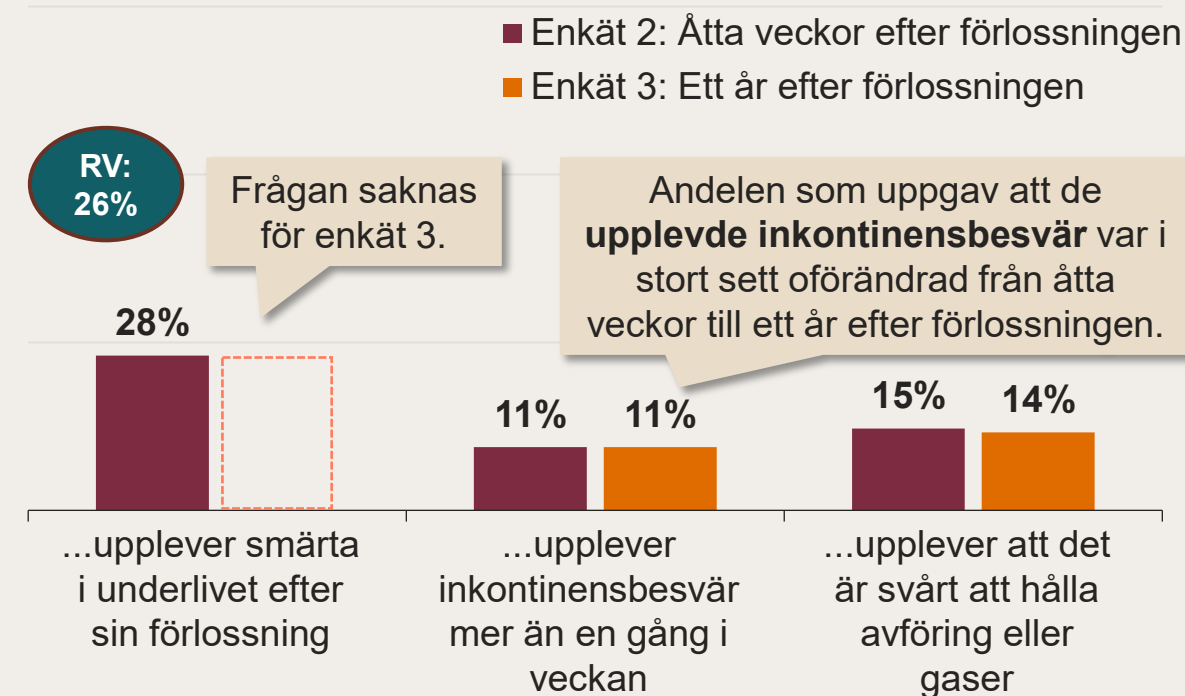 Enkät 2: Åtta veckor efter förlossningen
Enkät 3: Ett år efter förlossningen
RV:
26%
Frågan saknas
för enkät 3.
Andelen som uppgav att de
upplevde inkontinensbesvär var i
stort sett oförändrad från åtta
veckor till ett år efter förlossningen.
28%
11%
11%
15%
14%
...upplever smärta
i underlivet efter
sin förlossning
...upplever
inkontinensbesvär
mer än en gång i
veckan
...upplever att det
är svårt att hålla
avföring eller
gaser